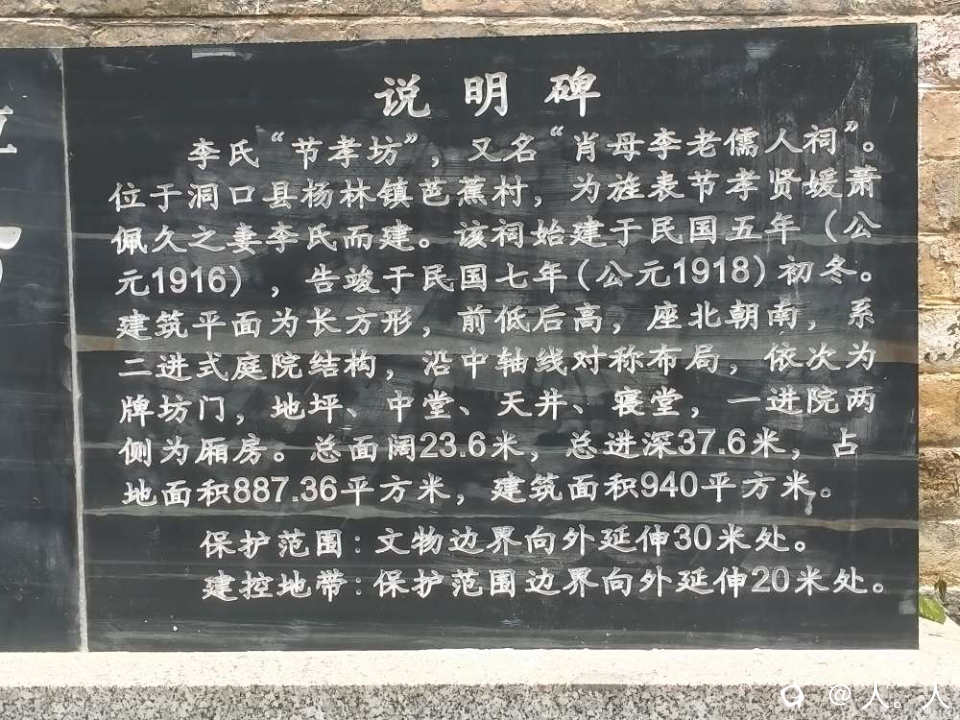 说明碑
李氏“节孝坊”，又名“肖母李老儒人祠”。
位于洞口县杨林镇芭蕉村，为旌表节孝贤媛萧
佩久之妻李氏而建。该祠始建于民国五年（公
元1916），告竣于民国七年（公元1918）初冬。
建筑平面为长方形，前低后高，座北朝南，系
二进式庭院结构，沿中轴线对称布局，依次为
牌坊门，地坪、中堂、天井、寝堂，一进院两
侧为厢房。总面阔23.6米，总进深37.6米，占
地面积887.36平方米，建筑面积940平方米。
保护范围：文物边界向外延伸30米处。
建控地带：保护范围边界向外延伸20米处。
@人。人